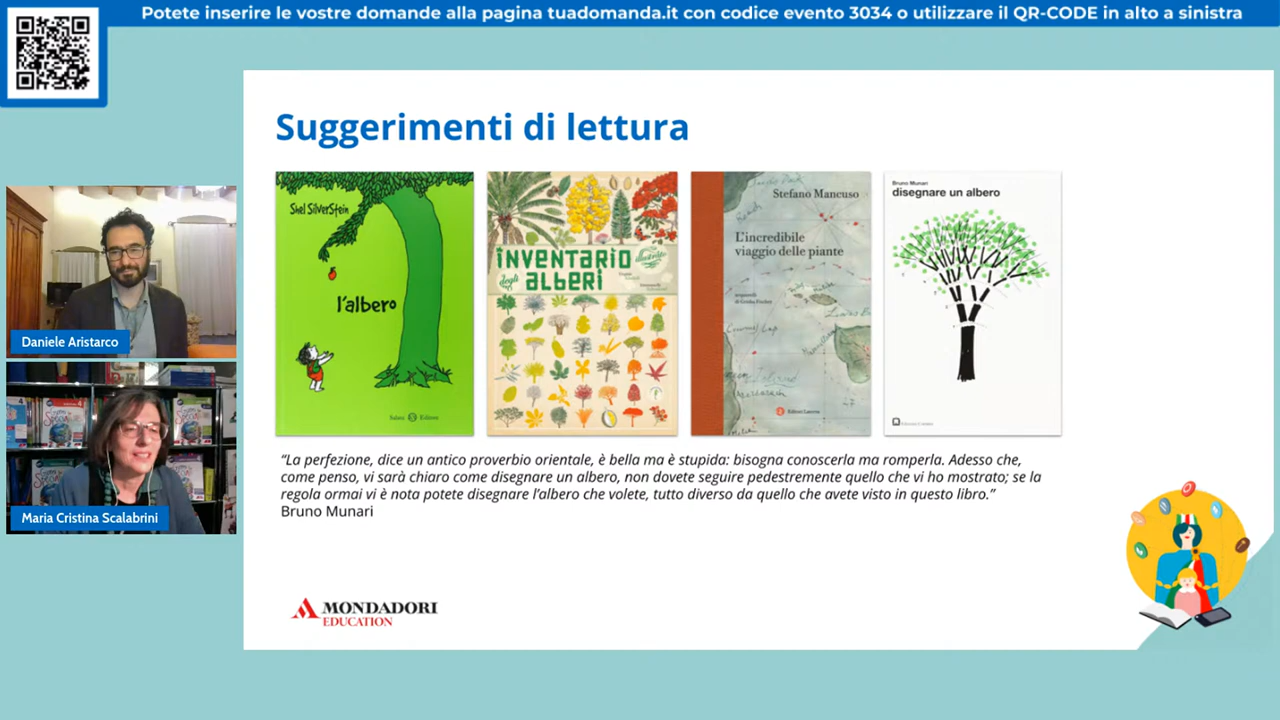 Potete inserire le vostre domande alla pagina tuadomanda.it con codice evento 3034 o utilizzare il QR-CODE in alto a sinistra
Suggerimenti di lettura
Shel SilverStein
l'albero
Salani Editore
INVENTARIO
degli
ALBERI
Stefano Mancuso
L'incredibile
viaggio delle piante
Editori Laterza
Bruno Munari
disegnare un albero
Daniele Aristarco
Maria Cristina Scalabrini
“La perfezione, dice un antico proverbio orientale, è bella ma è stupida: bisogna conoscerla ma romperla. Adesso che,
come penso, vi sarà chiaro come disegnare un albero, non dovete seguire pedestremente quello che vi ho mostrato; se la
regola ormai vi è nota potete disegnare l’albero che volete, tutto diverso da quello che avete visto in questo libro.”
Bruno Munari
MONDADORI
EDUCATION